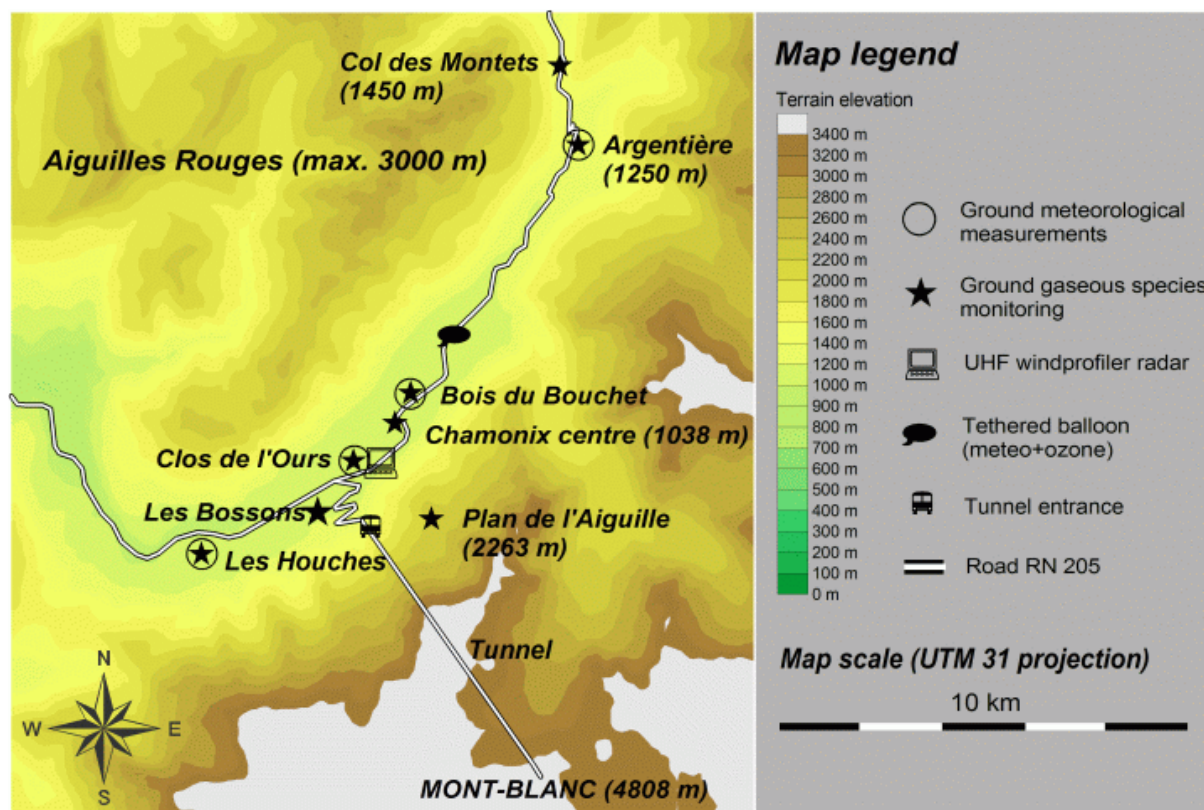 Col des Montets
(1450 m)
Aiguilles Rouges (max. 3000 m)
Argentière
(1250 m)
Bois du Bouchet
Chamonix centre (1038 m)
Clos de l'Ours
Les Bossons
Plan de l'Aiguille
(2263 m)
Les Houches
Tunnel
MONT-BLANC (4808 m)
N
W
E
S
Map legend
Terrain elevation
3400 m
3200 m
3000 m
2800 m
2600 m
2400 m
2200 m
2000 m
1800 m
1600 m
1400 m
1200 m
1000 m
900 m
800 m
700 m
600 m
500 m
400 m
300 m
200 m
100 m
0 m
Ground meteorological
measurements
Ground gaseous species
monitoring
UHF windprofiler radar
Tethered balloon
(meteo+ozone)
Tunnel entrance
Road RN 205
Map scale (UTM 31 projection)
10 km